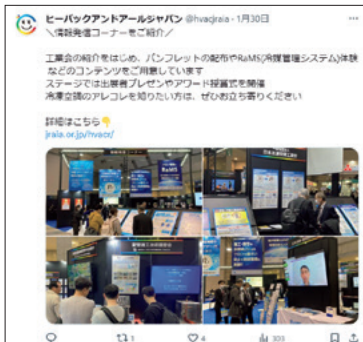 ヒーバックアンドアールジャパン @hvacjraia・1月30日
＼情報発信コーナーをご紹介／
工業会の紹介をはじめ、パンフレットの配布やRaMS(冷媒管理システム)体験
などのコンテンツをご用意しています
ステージでは出展者プレゼンやアワード授賞式を開催
冷凍空調のアレコレを知りたい方は、ぜひお立ち寄りください
詳細はこちら👇
jraia.or.jp/hvacr/
RaMS
1 4 303